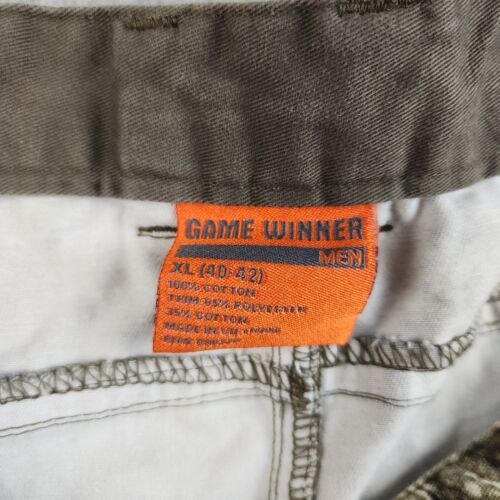 GAME WINNER
MEN
XL (40-42)
100% COTTON
TRIM 65% POLYESTER
35% COTTON
MADE IN VIETNAM